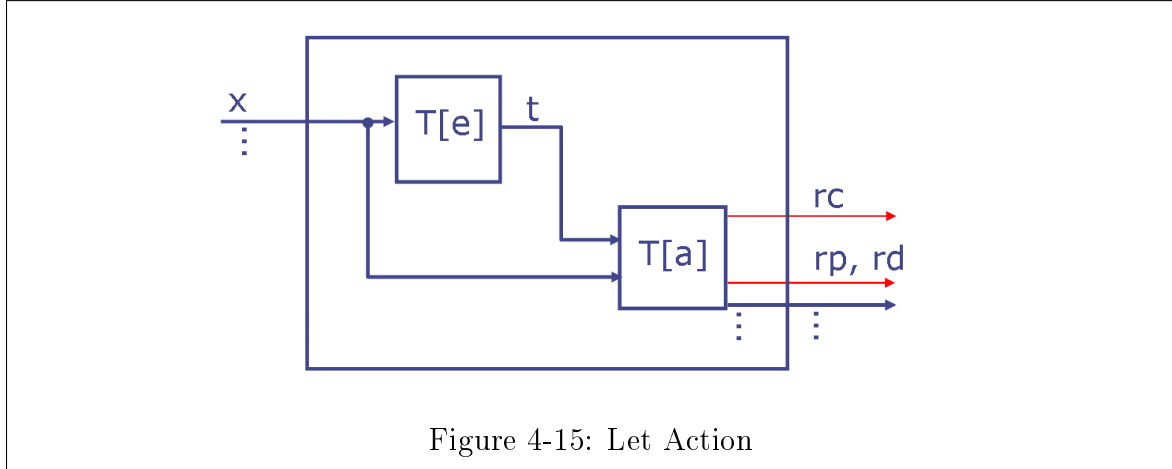 x
T[e]
t
T[a]
rc
rp, rd
Figure 4-15: Let Action